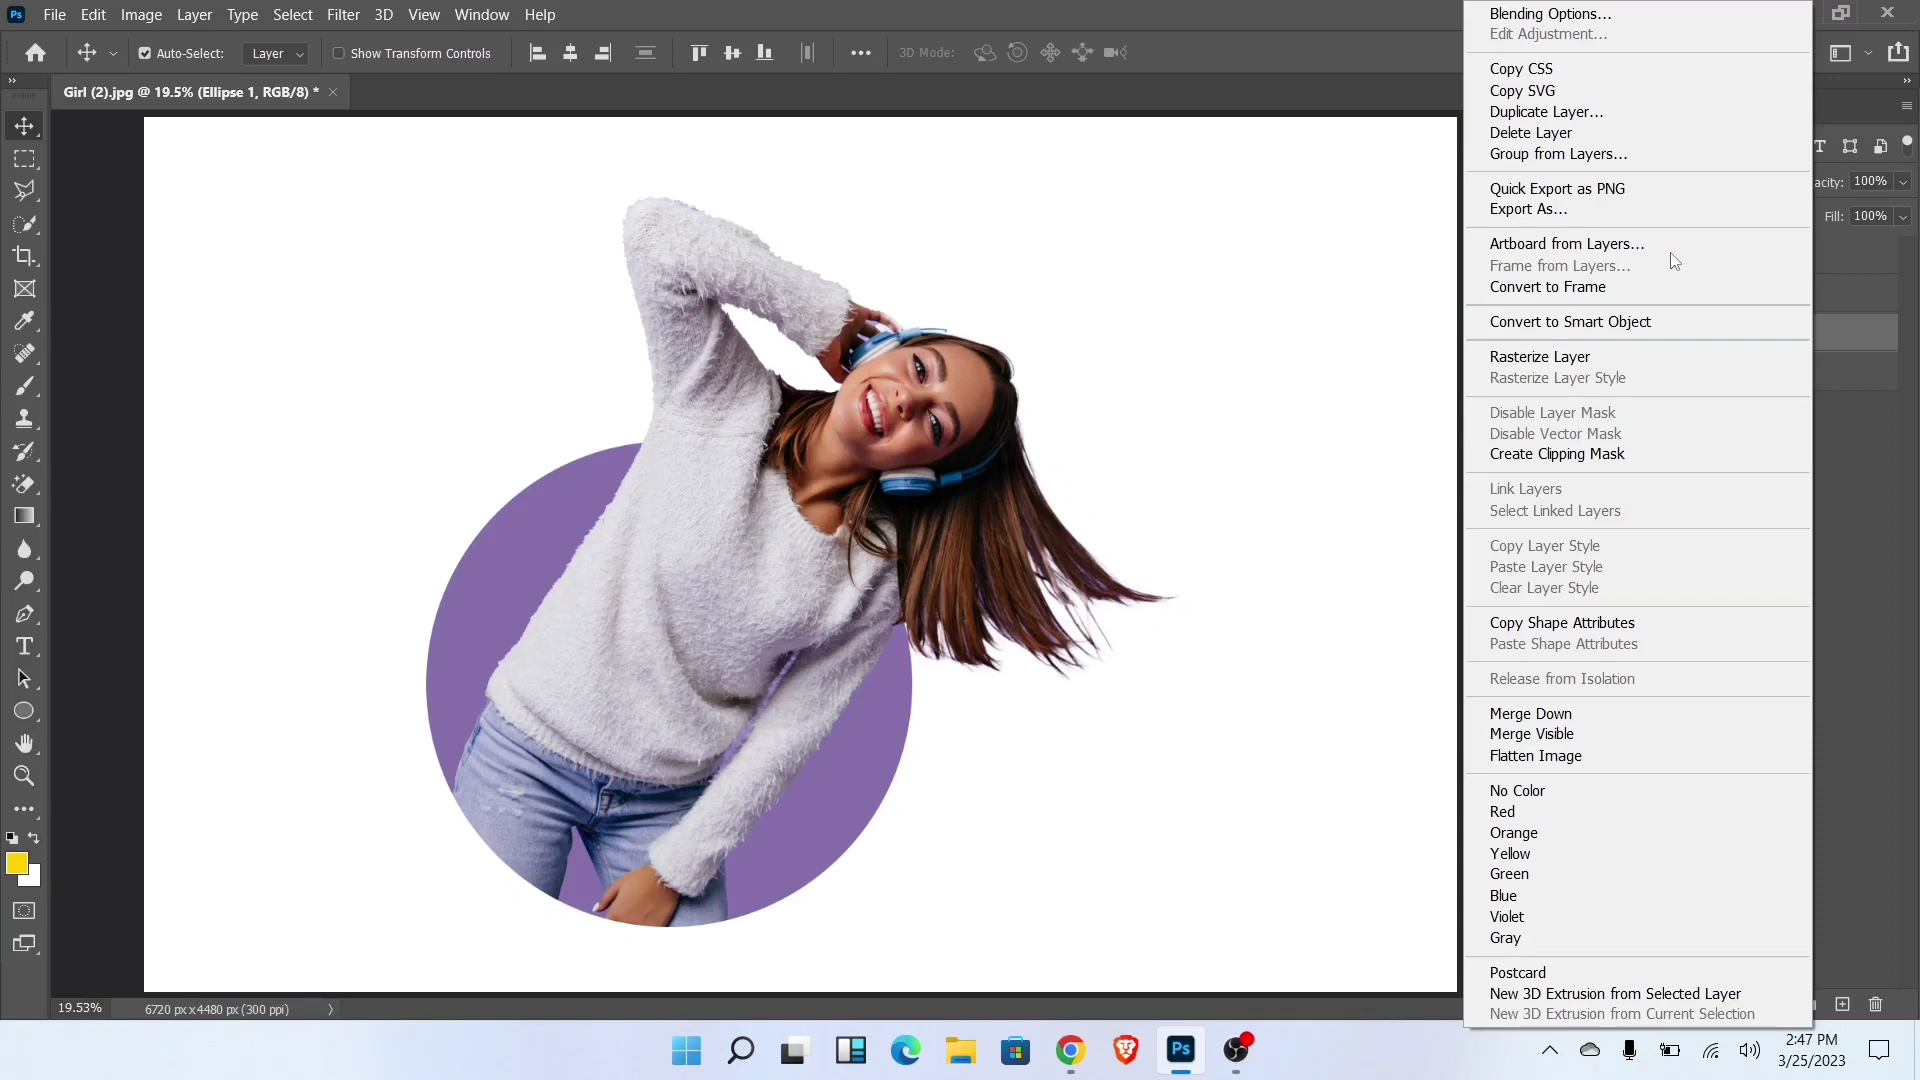 Ps File Edit Image Layer Type Select Filter 3D View Window Help
Auto-Select: Layer Show Transform Controls 3D Mode:
Girl (2).jpg @ 19.5% (Ellipse 1, RGB/8) *
Blending Options...
Edit Adjustment...
Copy CSS
Copy SVG
Duplicate Layer...
Delete Layer
Group from Layers...
Quick Export as PNG
Export As...
Artboard from Layers...
Frame from Layers...
Convert to Frame
Convert to Smart Object
Rasterize Layer
Rasterize Layer Style
Disable Layer Mask
Disable Vector Mask
Create Clipping Mask
Link Layers
Select Linked Layers
Copy Layer Style
Paste Layer Style
Clear Layer Style
Copy Shape Attributes
Paste Shape Attributes
Release from Isolation
Merge Down
Merge Visible
Flatten Image
No Color
Red
Orange
Yellow
Green
Blue
Violet
Gray
Postcard
New 3D Extrusion from Selected Layer
New 3D Extrusion from Current Selection
acity: 100%
Fill: 100%
19.53% 6720 px x 4480 px (300 ppi)
Ps
2:47 PM
3/25/2023